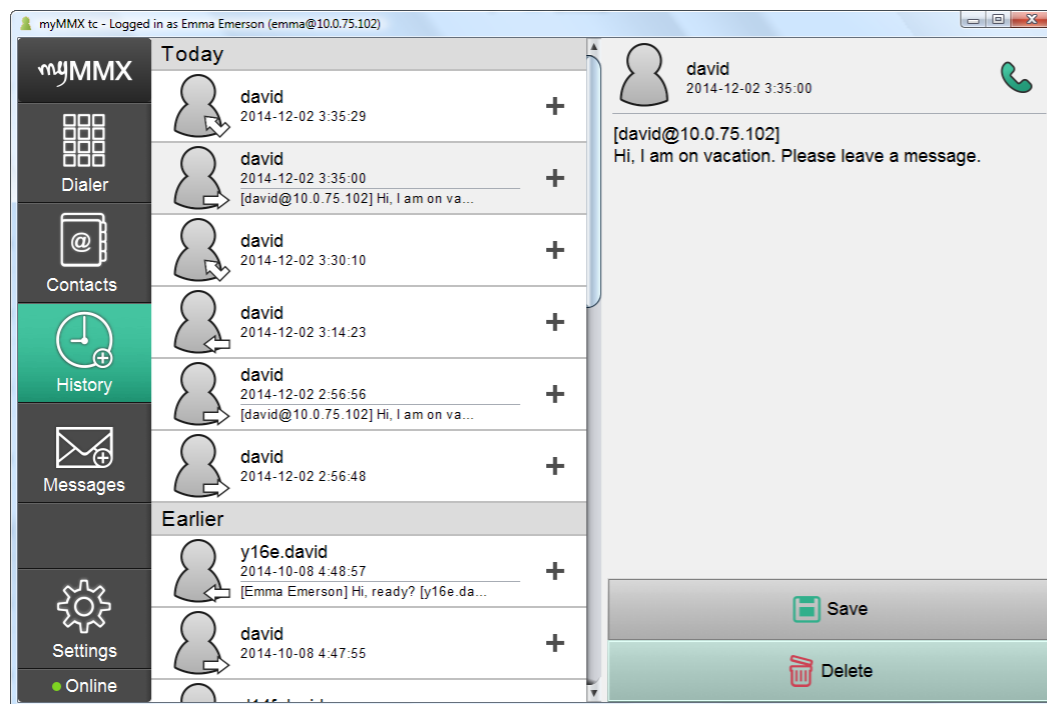 myMMX tc - Logged in as Emma Emerson (emma@10.0.75.102)
myMMX
Dialer
Contacts
History
Messages
Settings
Online
Today
david
2014-12-02 3:35:29
david
2014-12-02 3:35:00
[david@10.0.75.102] Hi, I am on va...
david
2014-12-02 3:30:10
david
2014-12-02 3:14:23
david
2014-12-02 2:56:56
[david@10.0.75.102] Hi, I am on va...
david
2014-12-02 2:56:48
Earlier
y16e.david
2014-10-08 4:48:57
[Emma Emerson] Hi, ready? [y16e.da...
david
2014-10-08 4:47:55
david
2014-12-02 3:35:00
[david@10.0.75.102]
Hi, I am on vacation. Please leave a message.
Save
Delete